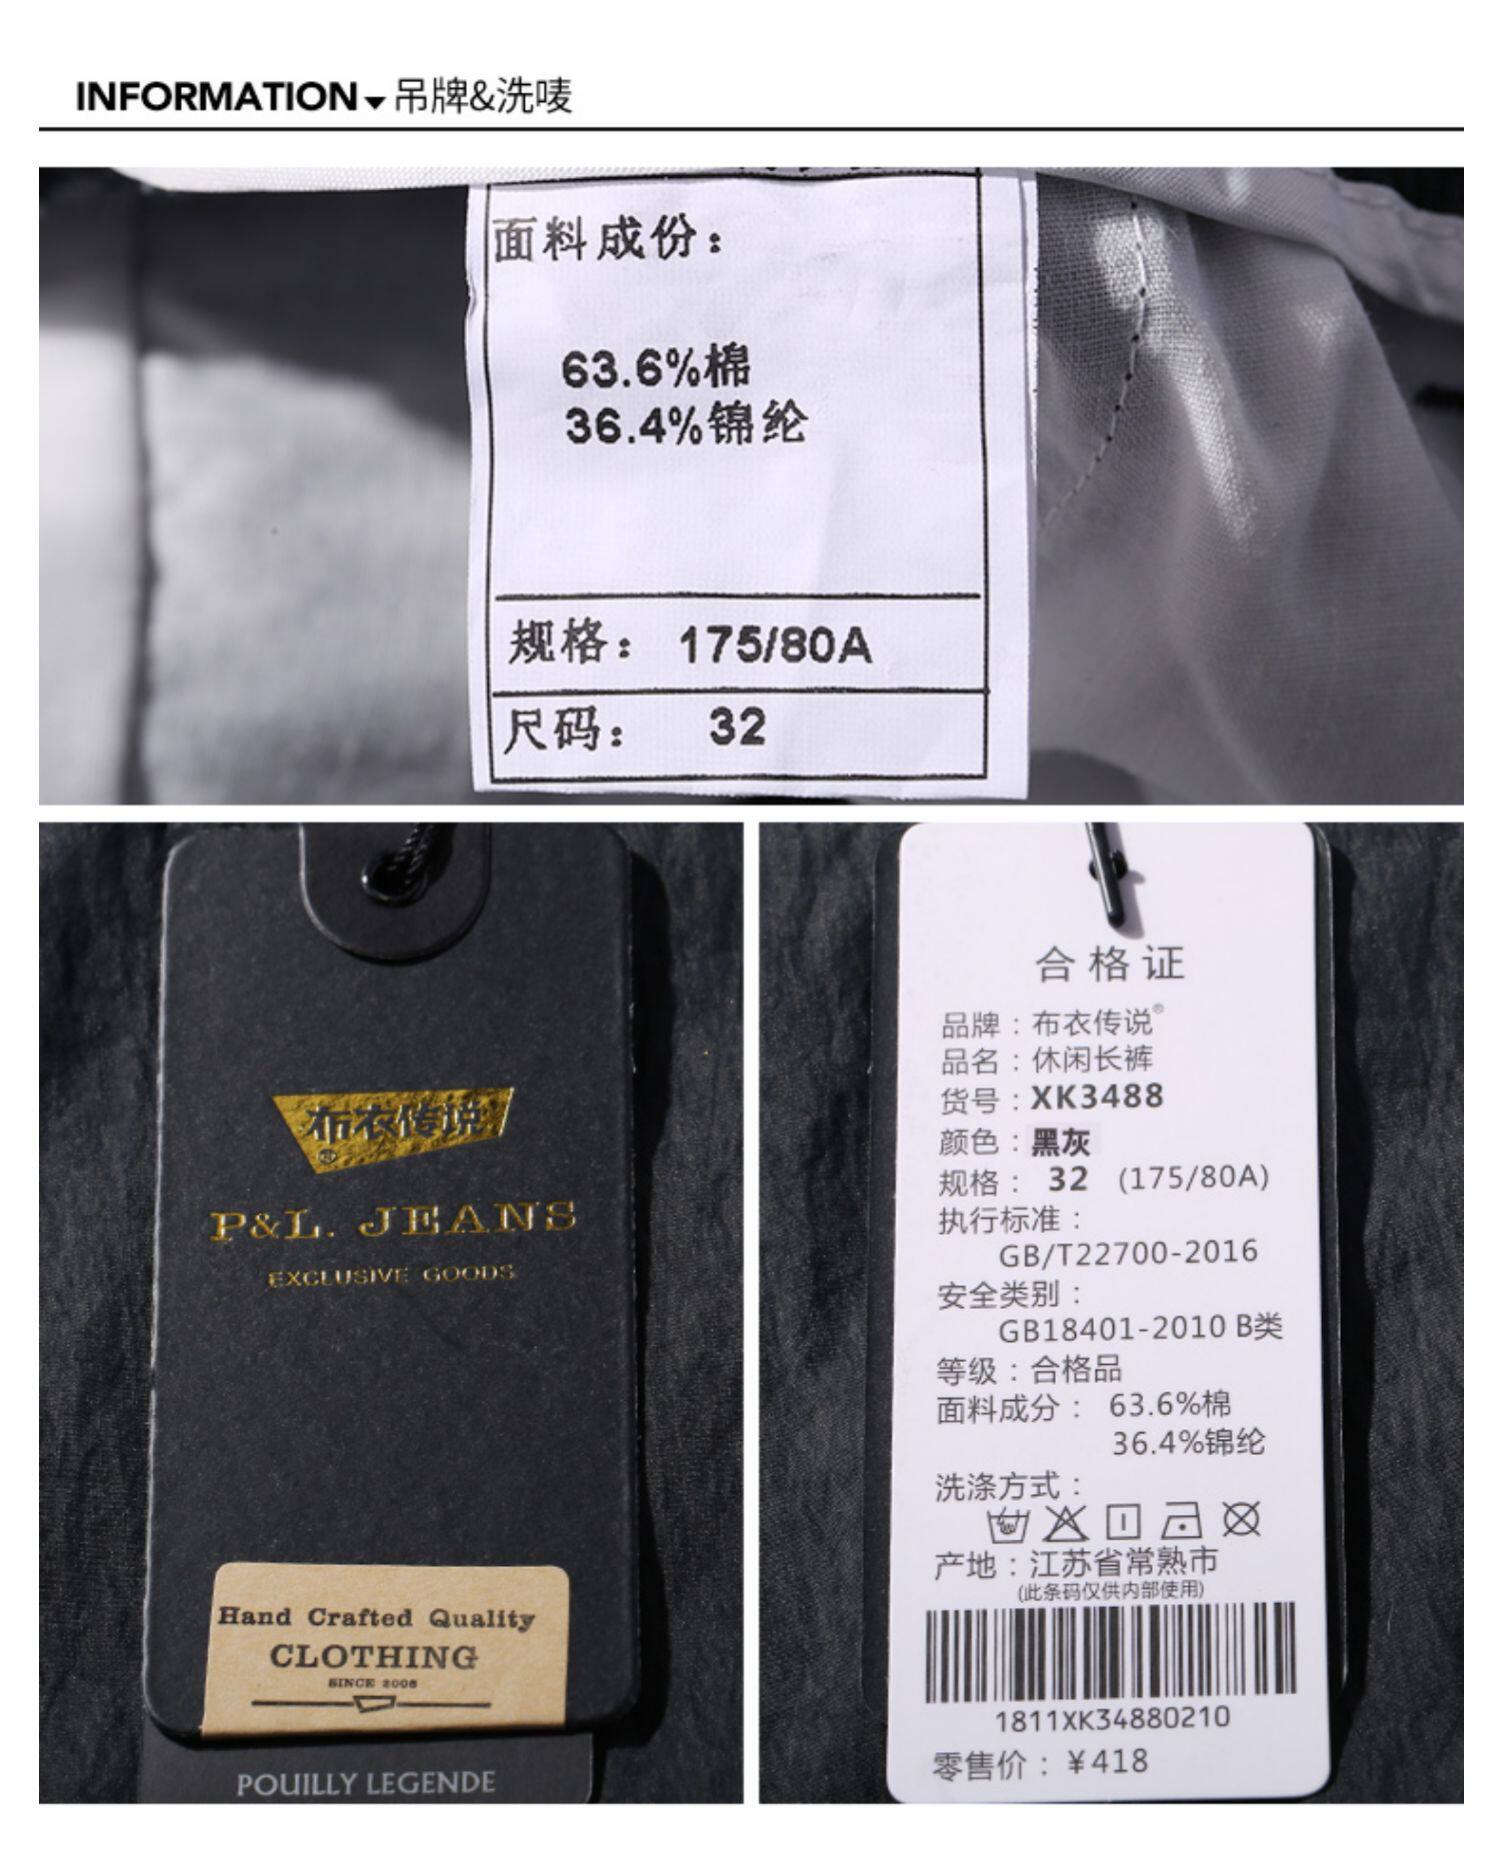 INFORMATION 吊牌&洗唛
面料成份：
63.6%棉
36.4%锦纶
规格： 175/80A
尺码： 32
布衣传说
®
P&L. JEANS
EXCLUSIVE GOODS
Hand Crafted Quality
CLOTHING
SINCE 2006
POUILLY LEGENDE
合格证
品牌：布衣传说®
品名：休闲长裤
货号：XK3488
颜色：黑灰
规格： 32 (175/80A)
执行标准：
GB/T22700-2016
安全类别：
GB18401-2010 B类
等级：合格品
面料成分： 63.6%棉
36.4%锦纶
洗涤方式：
产地：江苏省常熟市
(此条码仅供内部使用)
1811XK34880210
零售价：¥418